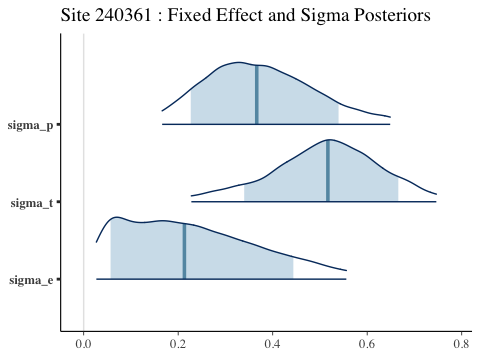 Site 240361 : Fixed Effect and Sigma Posteriors
sigma_p
sigma_t
sigma_e
0.0 0.2 0.4 0.6 0.8